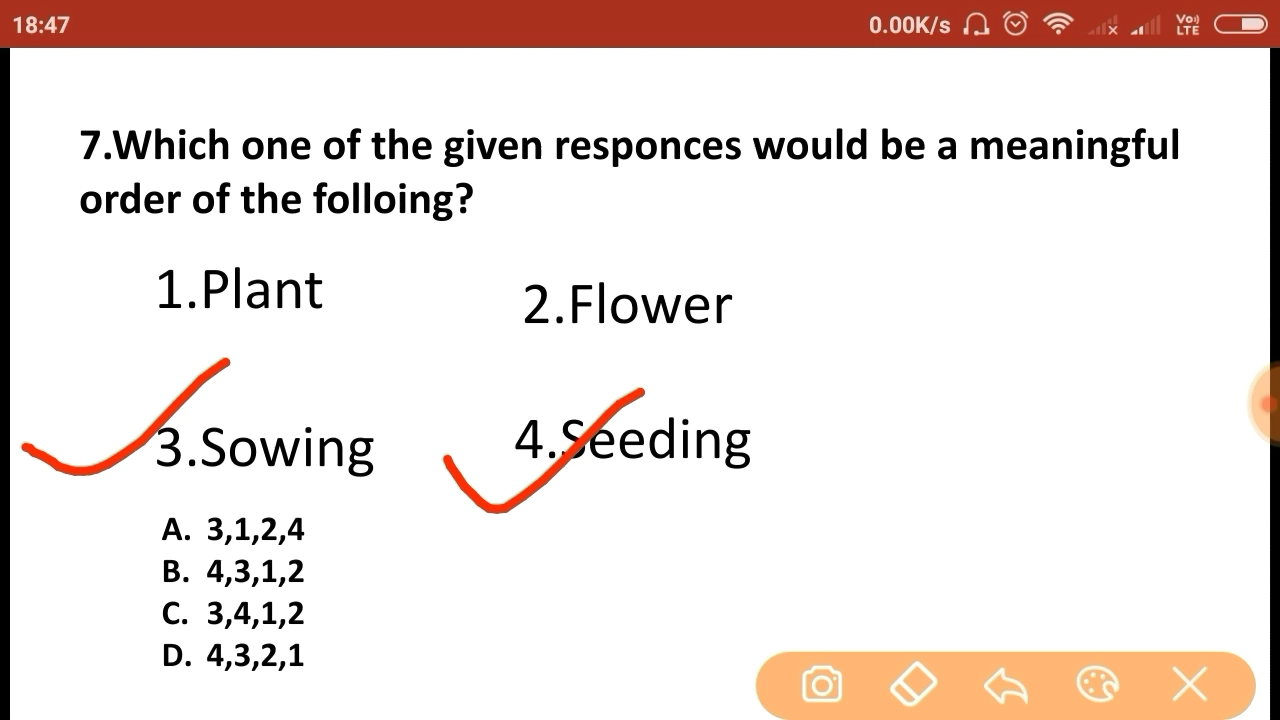 18:47
0.00K/s
Vo) LTE
7.Which one of the given responces would be a meaningful
order of the folloing?
1.Plant
2.Flower
3.Sowing
4.Seeding
A. 3,1,2,4
B. 4,3,1,2
C. 3,4,1,2
D. 4,3,2,1